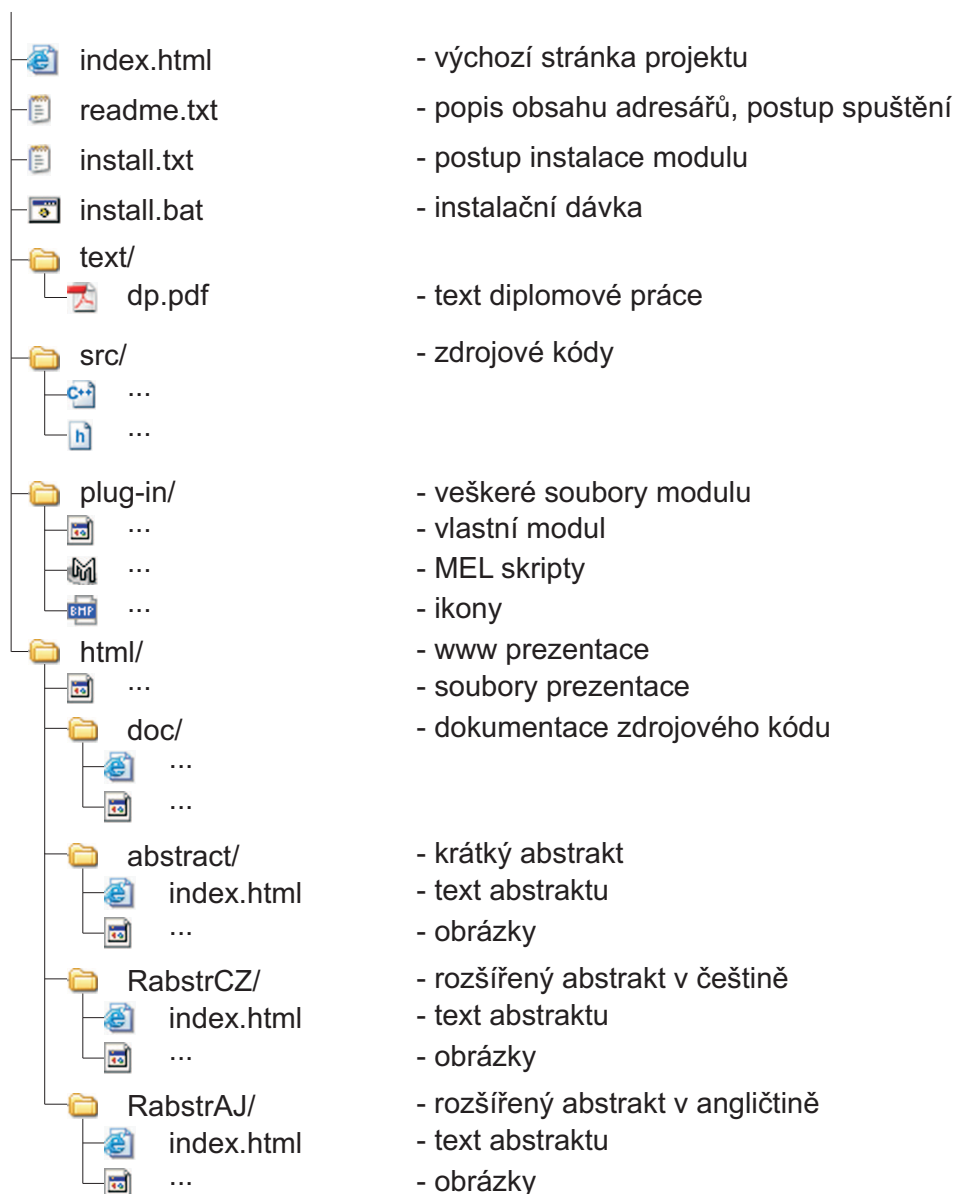 index.html - výchozí stránka projektu
readme.txt - popis obsahu adresářů, postup spuštění
install.txt - postup instalace modulu
install.bat - instalační dávka
text/
dp.pdf - text diplomové práce
src/ - zdrojové kódy
C++ ...
h ...
plug-in/ - veškeré soubory modulu
... - vlastní modul
... - MEL skripty
BMP ... - ikony
html/ - www prezentace
... - soubory prezentace
doc/ - dokumentace zdrojového kódu
...
...
abstract/ - krátký abstrakt
index.html - text abstraktu
... - obrázky
RabstrCZ/ - rozšířený abstrakt v češtině
index.html - text abstraktu
... - obrázky
RabstrAJ/ - rozšířený abstrakt v angličtině
index.html - text abstraktu
... - obrázky